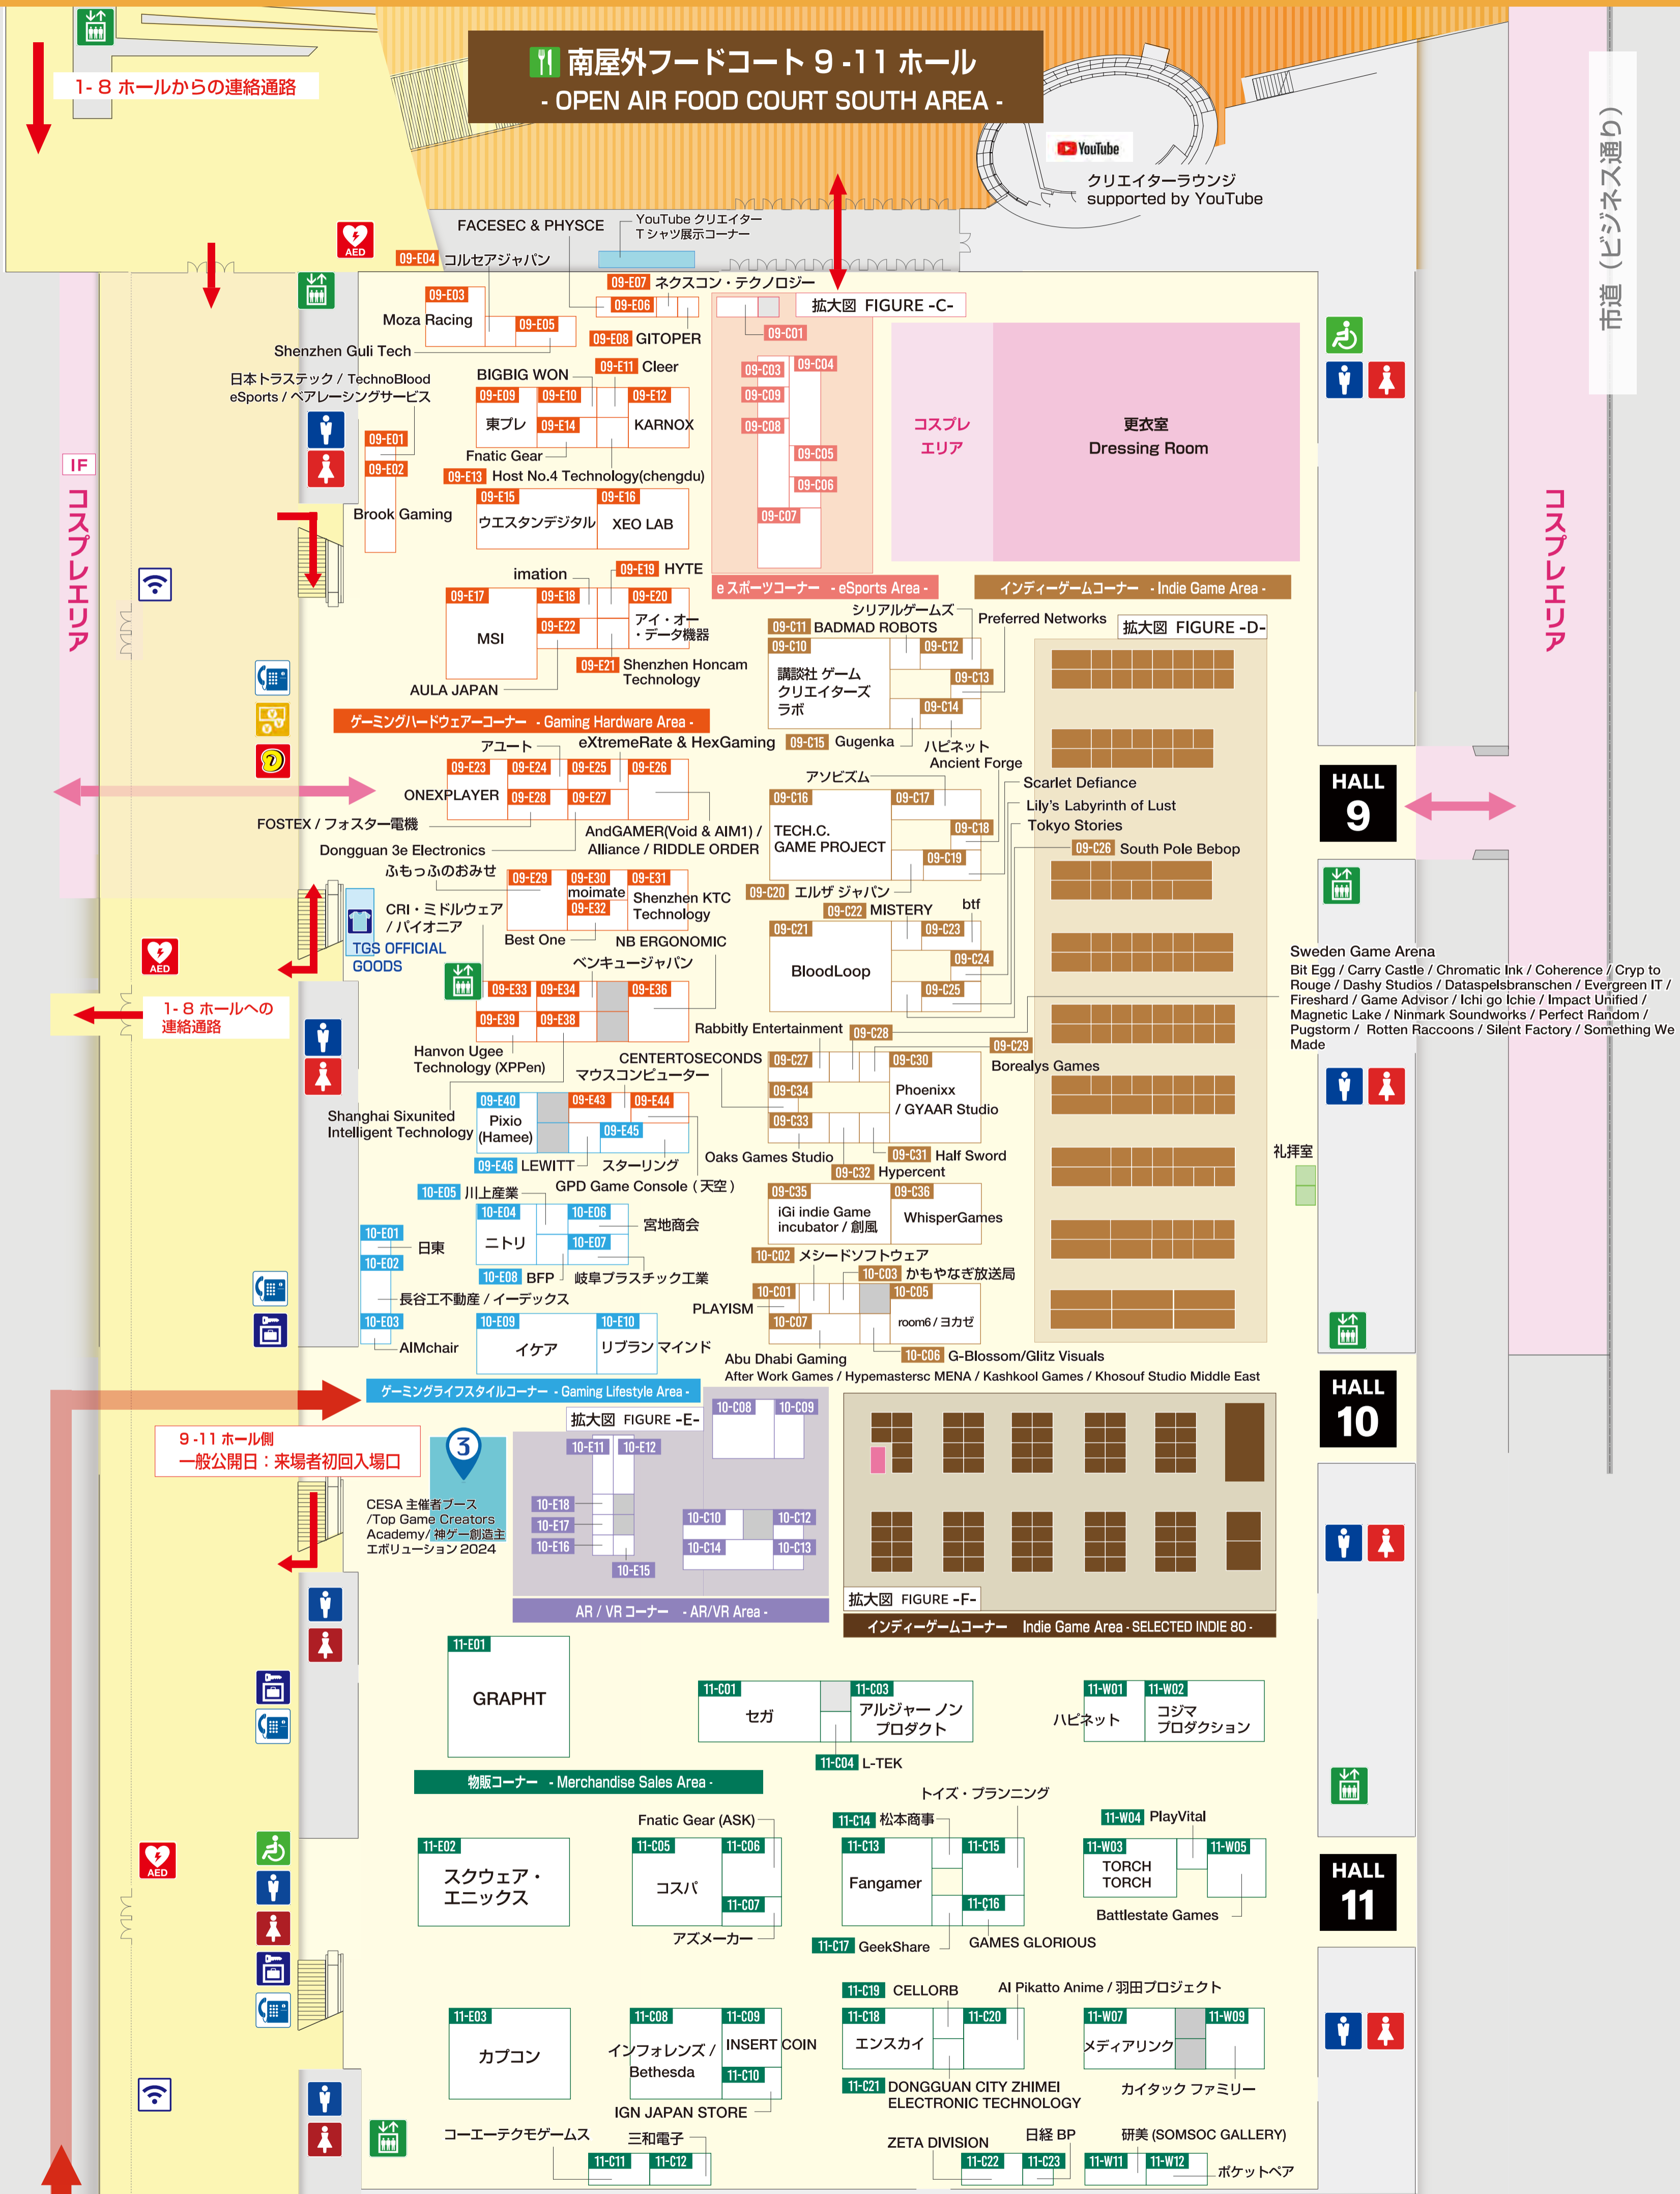 南屋外フードコート 9 -11 ホール
- OPEN AIR FOOD COURT SOUTH AREA -
1- 8 ホールからの連絡通路
YouTube
クリエイターラウンジ
supported by YouTube
市道（ビジネス通り）
AED
FACESEC & PHYSCE
YouTube クリエイター
T シャツ展示コーナー
09-E04 コルセアジャパン
09-E07 ネクスコン・テクノロジー
09-E03
Moza Racing
09-E05
09-E06
09-E08 GITOPER
Shenzhen Guli Tech
拡大図 FIGURE -C-
09-C01
09-C03
09-C04
09-C09
09-C08
09-C05
09-C06
09-C07
コスプレ
エリア
更衣室
Dressing Room
日本トラステック / TechnoBlood
eSports / ベアレーシングサービス
BIGBIG WON
09-E11 Cleer
09-E09
東プレ
09-E10
09-E12
KARNOX
09-E14
Fnatic Gear
09-E13 Host No.4 Technology(chengdu)
09-E01
09-E02
Brook Gaming
09-E15
ウエスタンデジタル
09-E16
XEO LAB
IF
コスプレエリア
コスプレエリア
imation
09-E19 HYTE
09-E17
MSI
09-E18
09-E20
アイ・オー
・データ機器
09-E22
09-E21 Shenzhen Honcam
Technology
AULA JAPAN
e スポーツコーナー - eSports Area -
インディーゲームコーナー - Indie Game Area -
シリアルゲームズ
09-C11 BADMAD ROBOTS
Preferred Networks
拡大図 FIGURE -D-
09-C10
講談社 ゲーム
クリエイターズ
ラボ
09-C12
09-C13
09-C14
09-C15 Gugenka
ハピネット
ゲーミングハードウェアーコーナー - Gaming Hardware Area -
アユート
eXtremeRate & HexGaming
09-E23
ONEXPLAYER
09-E24
09-E25
09-E26
09-E28
09-E27
FOSTEX / フォスター電機
Dongguan 3e Electronics
AndGAMER(Void & AIM1) /
Alliance / RIDDLE ORDER
Ancient Forge
アソビズム
Scarlet Defiance
Lily's Labyrinth of Lust
Tokyo Stories
09-C26 South Pole Bebop
09-C16
TECH.C.
GAME PROJECT
09-C17
09-C18
09-C19
09-C20 エルザ ジャパン
HALL
9
ふもっふのおみせ
09-E29
09-E30
moimate
09-E31
Shenzhen KTC
Technology
09-E32
Best One
NB ERGONOMIC
CRI・ミドルウェア
/ パイオニア
TGS OFFICIAL
GOODS
AED
1- 8 ホールへの
連絡通路
09-C22 MISTERY
btf
09-C21
BloodLoop
09-C23
09-C24
09-C25
ベンキュージャパン
09-E33
09-E34
09-E36
09-E39
09-E38
Hanvon Ugee
Technology (XPPen)
Sweden Game Arena
Bit Egg / Carry Castle / Chromatic Ink / Coherence / Cryp to
Rouge / Dashy Studios / Dataspelsbranschen / Evergreen IT /
Fireshard / Game Advisor / Ichi go Ichie / Impact Unified /
Magnetic Lake / Ninmark Soundworks / Perfect Random /
Pugstorm / Rotten Raccoons / Silent Factory / Something We
Made
Rabbitly Entertainment
09-C28
09-C29
Borealys Games
CENTERTOSECONDS
マウスコンピューター
09-C27
09-C30
Phoenixx
/ GYAAR Studio
09-C34
09-C33
Oaks Games Studio
09-C31 Half Sword
09-C32 Hypercent
Shanghai Sixunited
Intelligent Technology
09-E40
Pixio
(Hamee)
09-E43
09-E44
09-E45
09-E46 LEWITT
スターリング
GPD Game Console ( 天空 )
礼拝室
09-C35
iGi indie Game
incubator / 創風
09-C36
WhisperGames
10-E05 川上産業
10-E04
ニトリ
10-E06
宮地商会
10-E07
10-E08 BFP
岐阜プラスチック工業
10-E01
日東
10-E02
長谷工不動産 / イーデックス
10-E03
AIMchair
10-E09
イケア
10-E10
リブラン マインド
10-C02 メシードソフトウェア
10-C03 かもやなぎ放送局
10-C01
PLAYISM
10-C05
room6 / ヨカゼ
10-C07
10-C06 G-Blossom/Glitz Visuals
Abu Dhabi Gaming
After Work Games / Hypemastersc MENA / Kashkool Games / Khosouf Studio Middle East
ゲーミングライフスタイルコーナー - Gaming Lifestyle Area -
HALL
10
9 -11 ホール側
一般公開日：来場者初回入場口
3
CESA 主催者ブース
/Top Game Creators
Academy/ 神ゲー創造主
エボリューション 2024
拡大図 FIGURE -E-
10-C08
10-C09
10-E11
10-E12
10-E18
10-E17
10-E16
10-E15
10-C10
10-C12
10-C14
10-C13
AR / VR コーナー - AR/VR Area -
拡大図 FIGURE -F-
インディーゲームコーナー Indie Game Area - SELECTED INDIE 80 -
11-E01
GRAPHT
11-C01
セガ
11-C03
アルジャー ノン
プロダクト
11-C04 L-TEK
11-W01
ハピネット
11-W02
コジマ
プロダクション
物販コーナー - Merchandise Sales Area -
トイズ・プランニング
Fnatic Gear (ASK)
11-C14 松本商事
11-W04 PlayVital
AED
11-E02
スクウェア・
エニックス
11-C05
コスパ
11-C06
11-C07
アズメーカー
11-C13
Fangamer
11-C15
11-C16
11-C17 GeekShare
GAMES GLORIOUS
11-W03
TORCH
TORCH
11-W05
Battlestate Games
HALL
11
11-C19 CELLORB
AI Pikatto Anime / 羽田プロジェクト
11-E03
カプコン
11-C08
インフォレンズ /
Bethesda
11-C09
INSERT COIN
11-C10
IGN JAPAN STORE
11-C18
エンスカイ
11-C20
11-C21 DONGGUAN CITY ZHIMEI
ELECTRONIC TECHNOLOGY
11-W07
メディアリンク
11-W09
カイタック ファミリー
コーエーテクモゲームス
三和電子
11-C11
11-C12
ZETA DIVISION
日経 BP
11-C22
11-C23
研美 (SOMSOC GALLERY)
11-W11
11-W12
ポケットペア